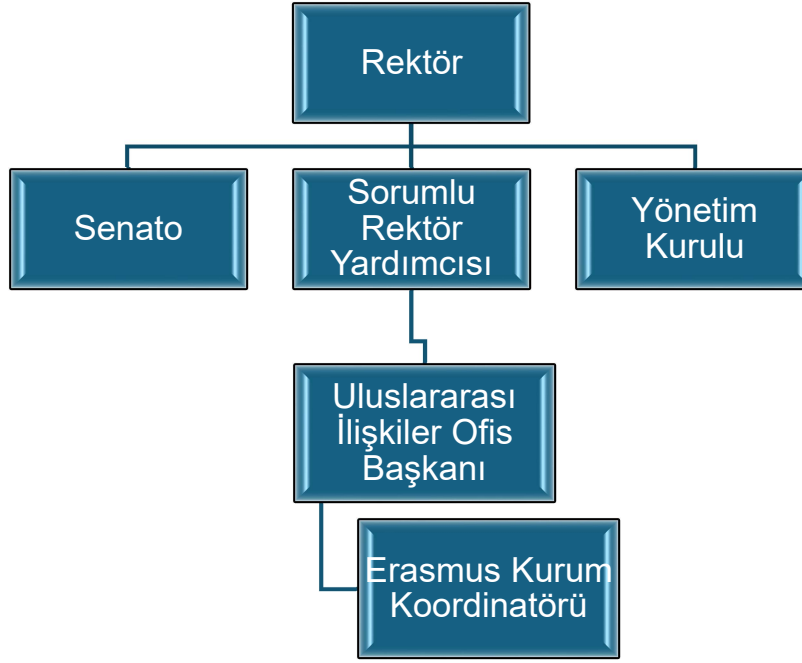 Rektör
Senato
Sorumlu
Rektör
Yardımcısı
Yönetim
Kurulu
Uluslararası
İlişkiler Ofis
Başkanı
Erasmus Kurum
Koordinatörü